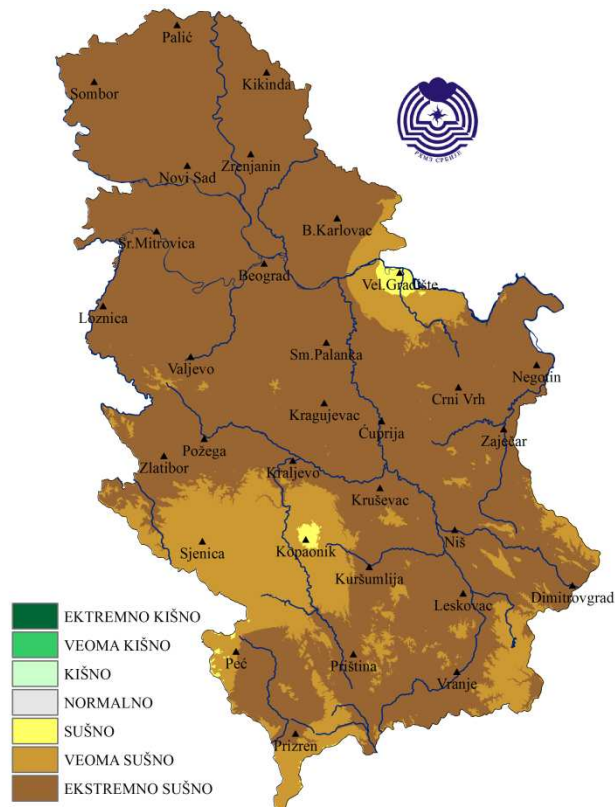 Palić
Kikinda
Sombor
Zrenjanin
Novi Sad
РХМЗ СРБИЈЕ
B.Karlovac
Sr.Mitrovica
Beograd
Vel.Gradište
Loznica
Sm.Palanka
Valjevo
Negotin
Crni Vrh
Kragujevac
Ćuprija
Zaječar
Požega
Zlatibor
Kraljevo
Kruševac
Niš
Sjenica
Kopaonik
Kuršumlija
Dimitrovgrad
Leskovac
Peć
Priština
Vranje
Prizren
EKTREMNO KIŠNO
VEOMA KIŠNO
KIŠNO
NORMALNO
SUŠNO
VEOMA SUŠNO
EKSTREMNO SUŠNO